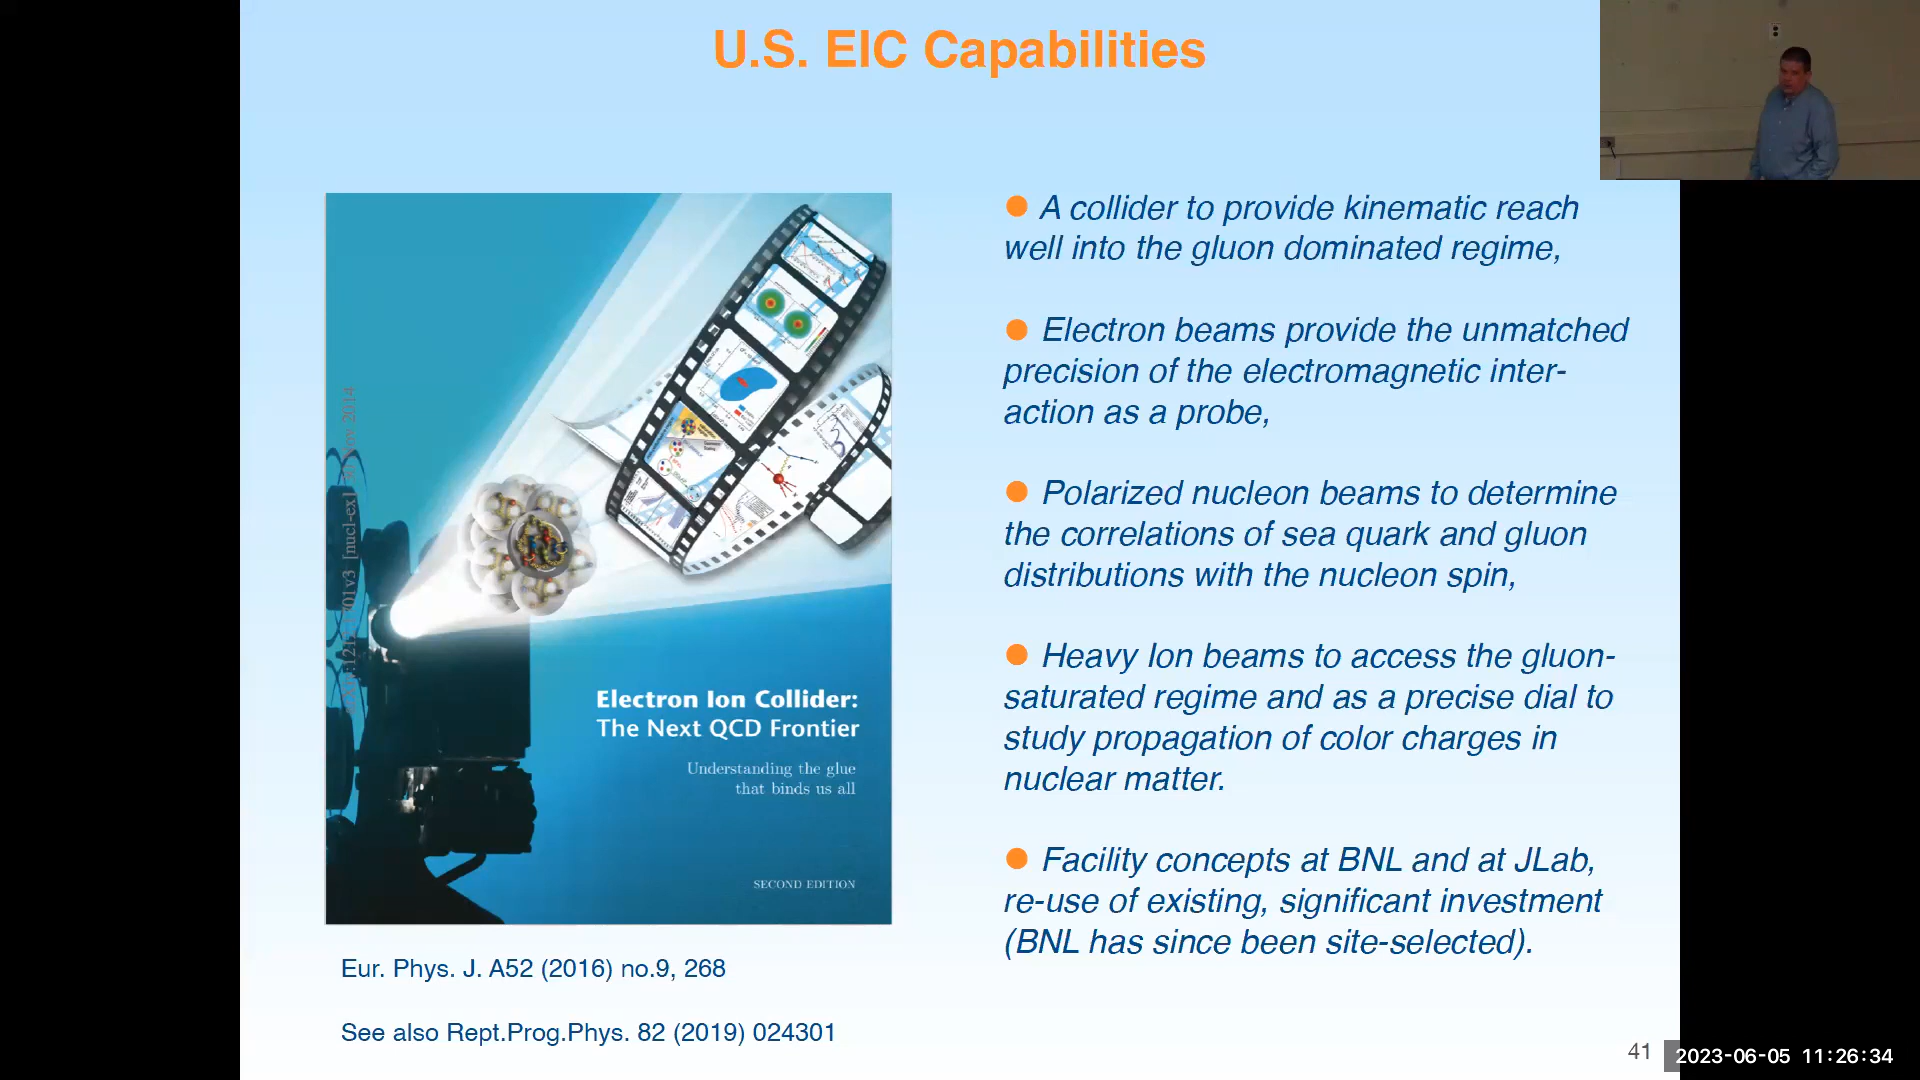 U.S. EIC Capabilities
A collider to provide kinematic reach
well into the gluon dominated regime,
Electron beams provide the unmatched
precision of the electromagnetic inter-
action as a probe,
Polarized nucleon beams to determine
the correlations of sea quark and gluon
distributions with the nucleon spin,
Heavy Ion beams to access the gluon-
saturated regime and as a precise dial to
study propagation of color charges in
nuclear matter.
Facility concepts at BNL and at JLab,
re-use of existing, significant investment
(BNL has since been site-selected).
Electron Ion Collider:
The Next QCD Frontier
Understanding the glue
that binds us all
SECOND EDITION
Eur. Phys. J. A52 (2016) no.9, 268
See also Rept.Prog.Phys. 82 (2019) 024301
41
2023-06-05 11:26:34